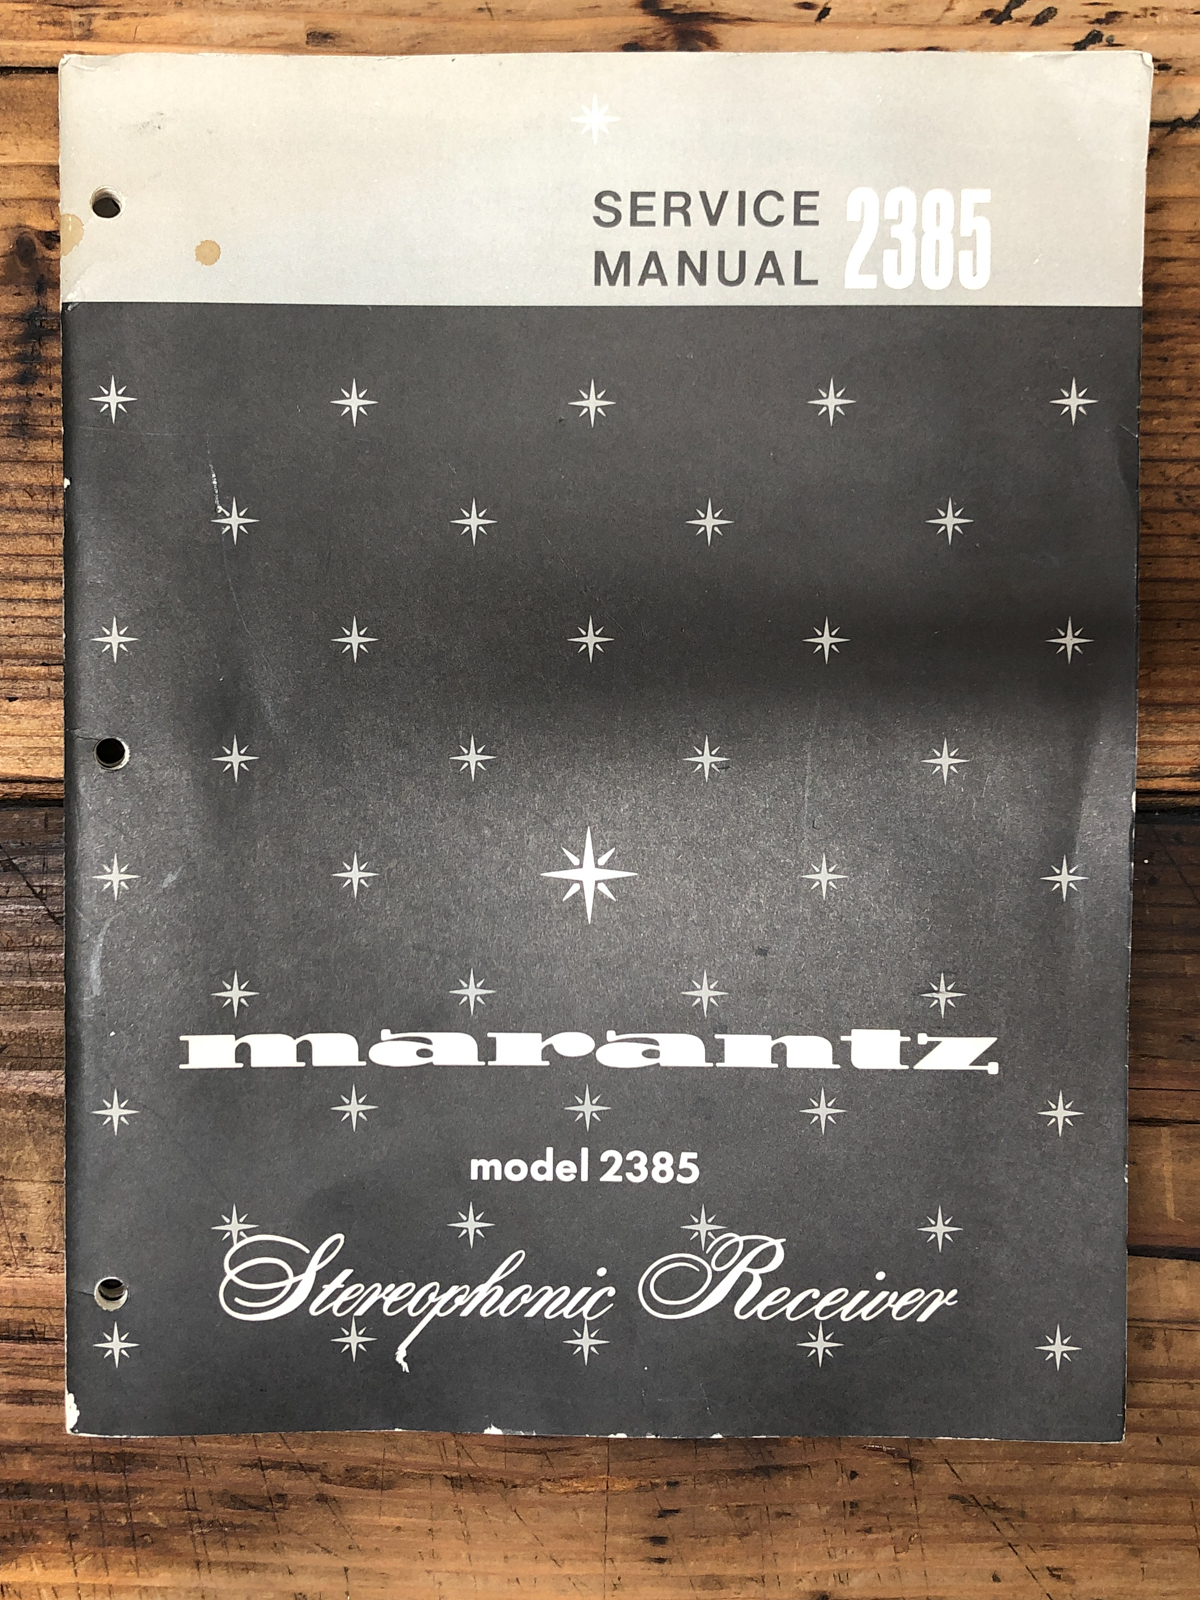 SERVICE 2385
MANUAL
marantz
model 2385
Stereophonic Receiver